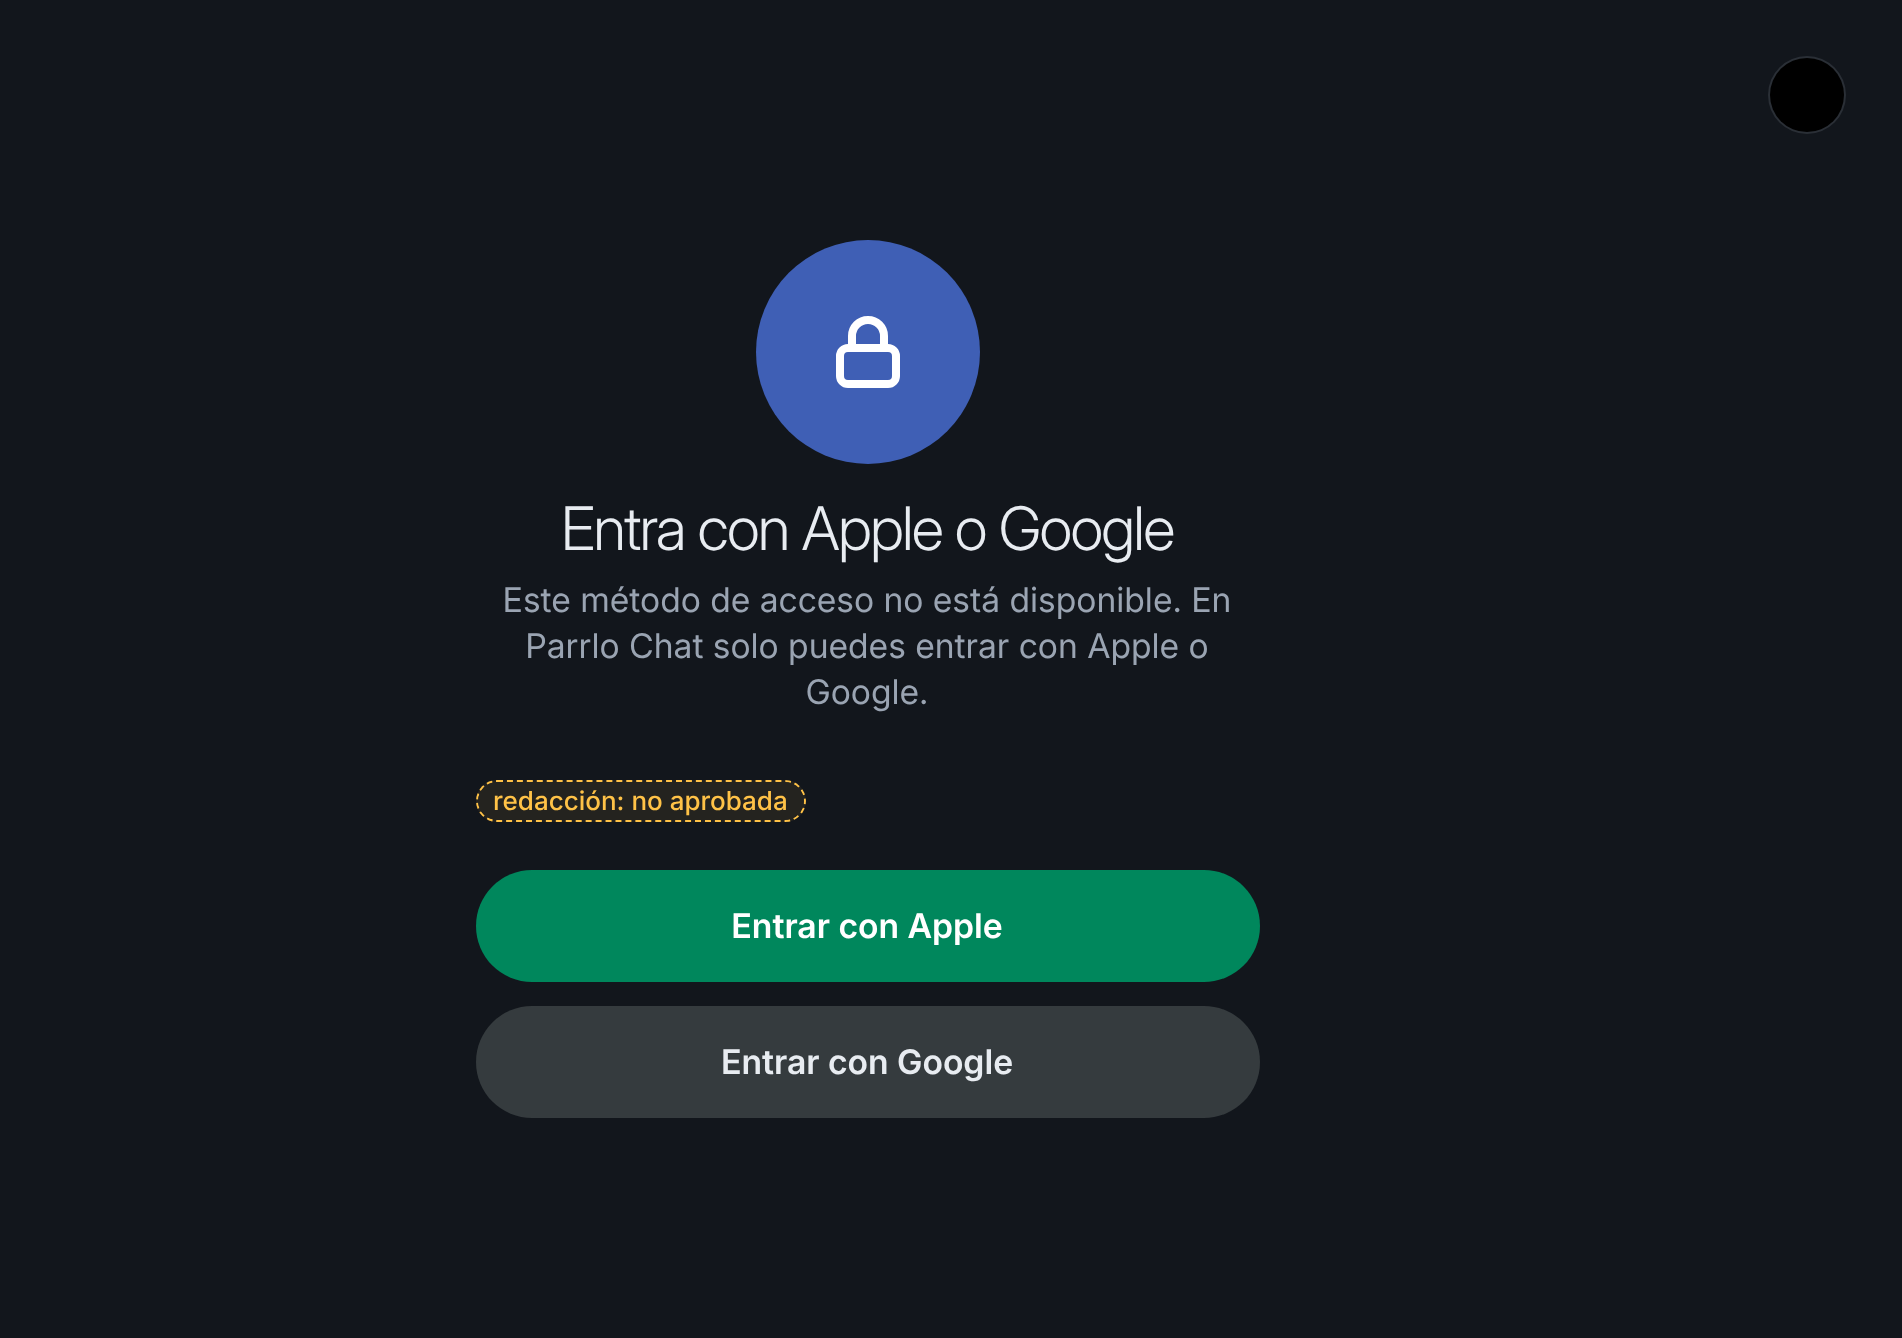 Entra con Apple o Google
Este método de acceso no está disponible. En
Parrlo Chat solo puedes entrar con Apple o
Google.
redacción: no aprobada
Entrar con Apple
Entrar con Google